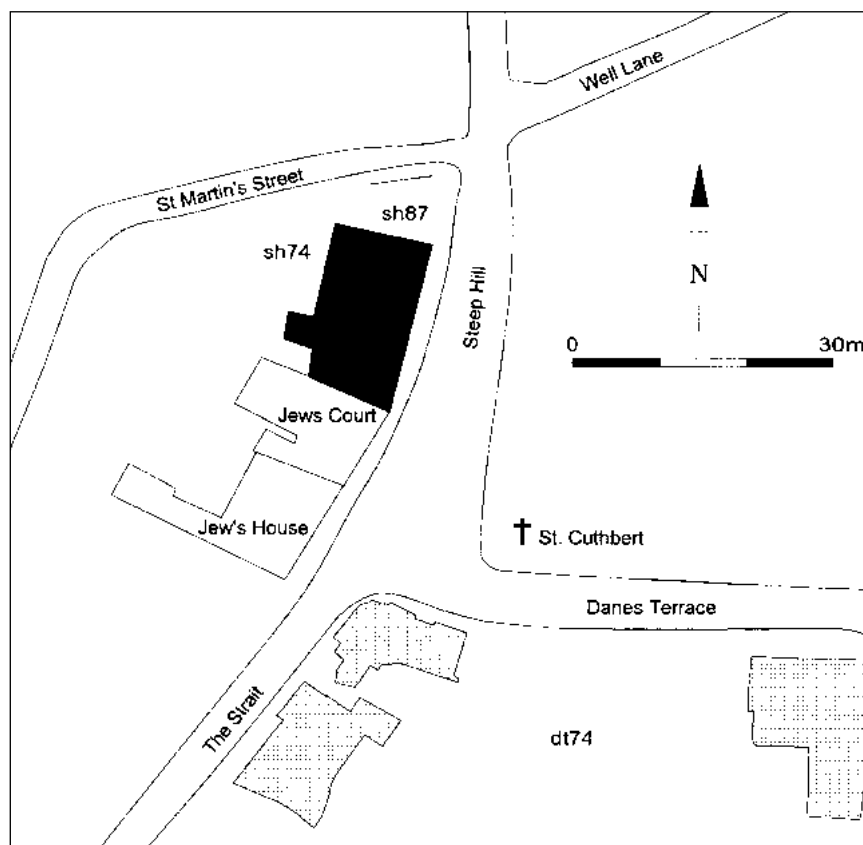 Well Lane
St Martin's Street
sh87
sh74
Steep Hill
N
0 30m
Jews Court
Jew's House
St. Cuthbert
Danes Terrace
The Strait
dt74